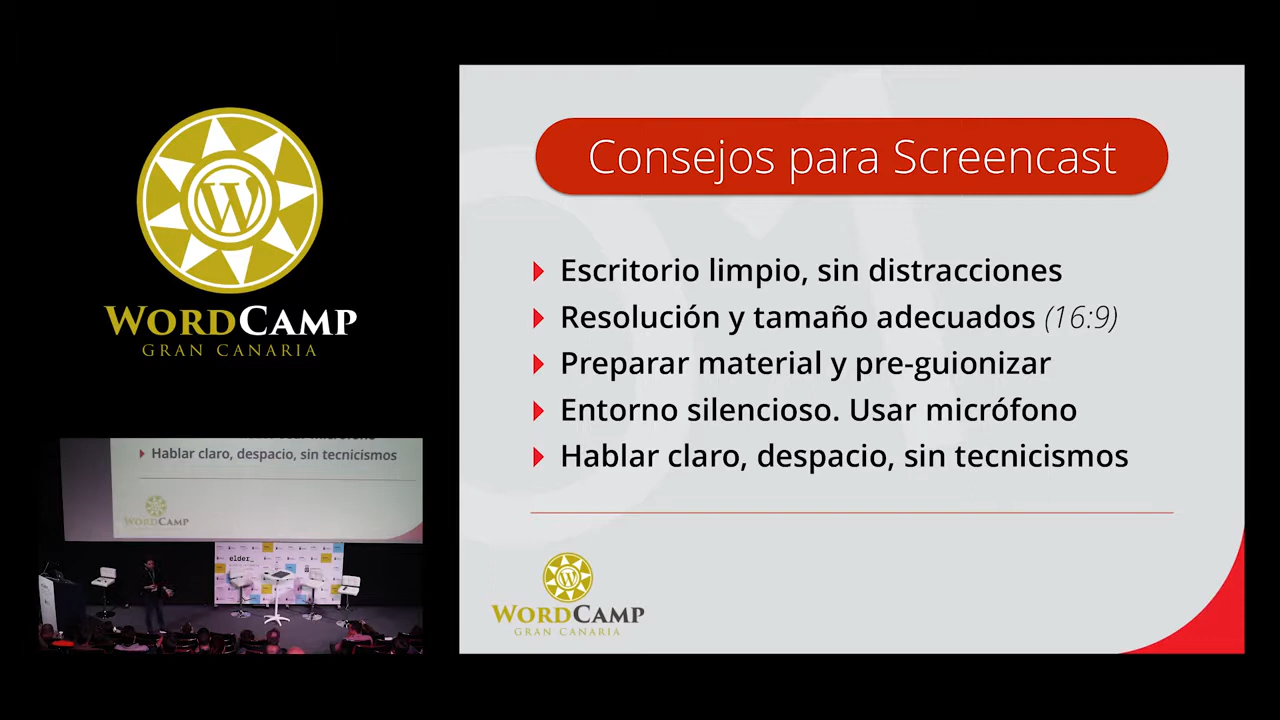 WORDCAMP
GRAN CANARIA
Consejos para Screencast
Escritorio limpio, sin distracciones
Resolución y tamaño adecuados (16:9)
Preparar material y pre-guionizar
Entorno silencioso. Usar micrófono
Hablar claro, despacio, sin tecnicismos
WORDCAMP
GRAN CANARIA
Hablar claro, despacio, sin tecnicismos
WORDCAMP
elder_